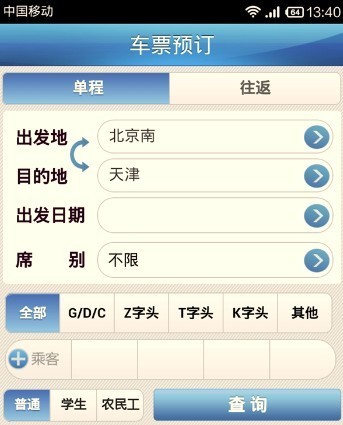 中国移动 64 13:40
车票预订
单程 往返
出发地 北京南
目的地 天津
出发日期
席 别 不限
全部 G/D/C Z字头 T字头 K字头 其他
乘客
普通 学生 农民工 查 询